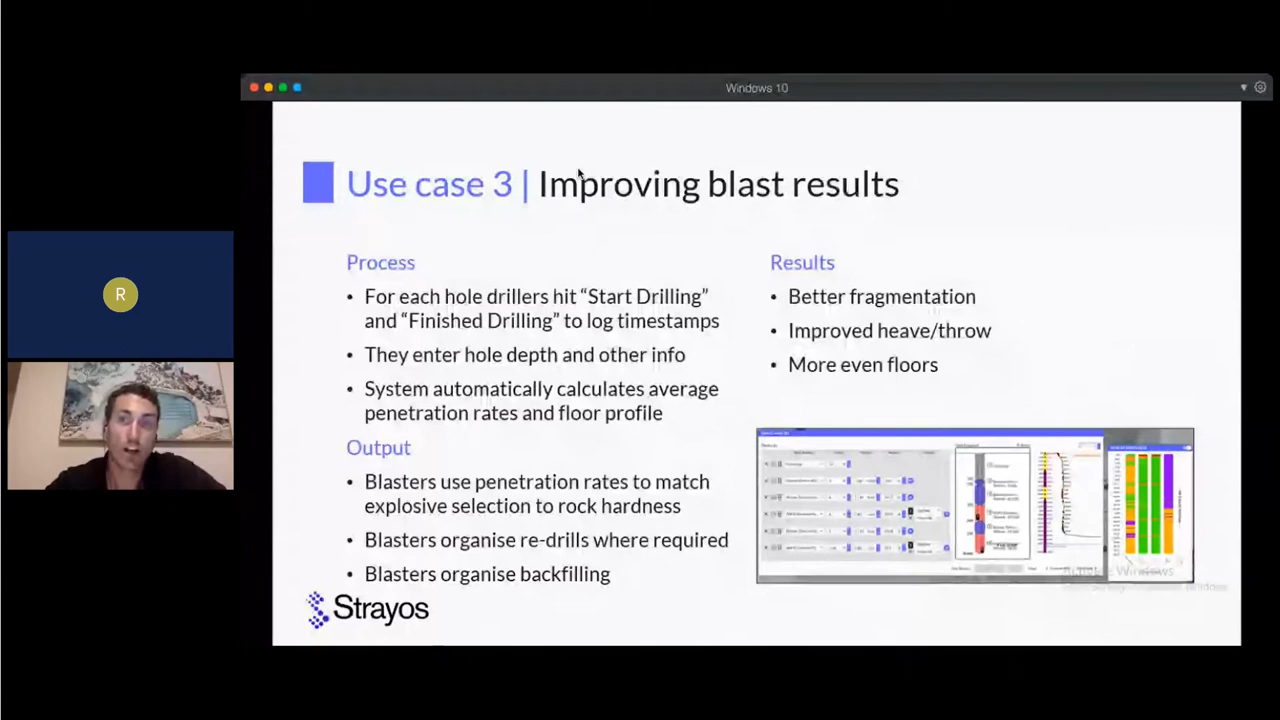 Windows 10
Use case 3 | Improving blast results
Process
• For each hole drillers hit “Start Drilling”
and “Finished Drilling” to log timestamps
• They enter hole depth and other info
• System automatically calculates average
penetration rates and floor profile
Output
• Blasters use penetration rates to match
explosive selection to rock hardness
• Blasters organise re-drills where required
• Blasters organise backfilling
Results
• Better fragmentation
• Improved heave/throw
• More even floors
Activate Windows
Strayos
R